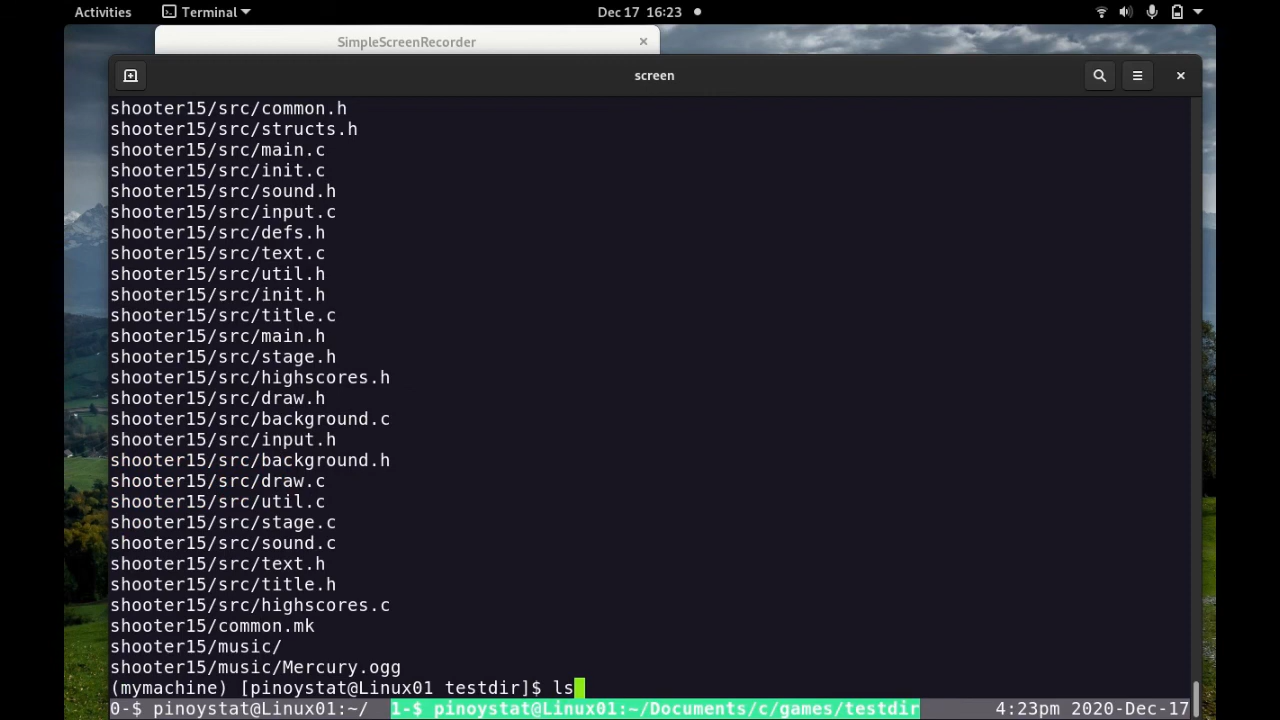 Activities Terminal Dec 17 16:23
SimpleScreenRecorder ×
screen ×
shooter15/src/common.h
shooter15/src/structs.h
shooter15/src/main.c
shooter15/src/init.c
shooter15/src/sound.h
shooter15/src/input.c
shooter15/src/defs.h
shooter15/src/text.c
shooter15/src/util.h
shooter15/src/init.h
shooter15/src/title.c
shooter15/src/main.h
shooter15/src/stage.h
shooter15/src/highscores.h
shooter15/src/draw.h
shooter15/src/background.c
shooter15/src/input.h
shooter15/src/background.h
shooter15/src/draw.c
shooter15/src/util.c
shooter15/src/stage.c
shooter15/src/sound.c
shooter15/src/text.h
shooter15/src/title.h
shooter15/src/highscores.c
shooter15/common.mk
shooter15/music/
shooter15/music/Mercury.ogg
(mymachine) [pinoystat@Linux01 testdir]$ ls
0-$ pinoystat@Linux01:~/ 1-$ pinoystat@Linux01:~/Documents/c/games/testdir 4:23pm 2020-Dec-17